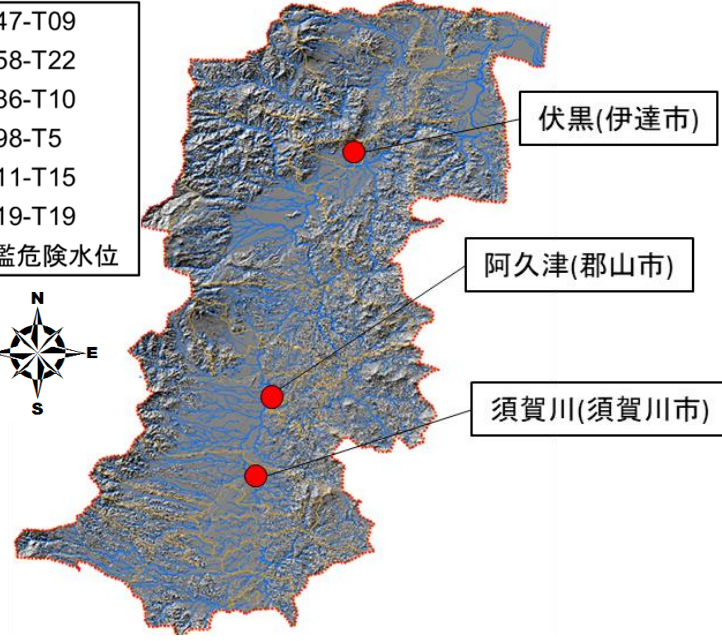 47-T09
58-T22
86-T10
98-T5
11-T15
19-T19
濫危険水位
伏黒(伊達市)
阿久津(郡山市)
須賀川(須賀川市)
N
E
S